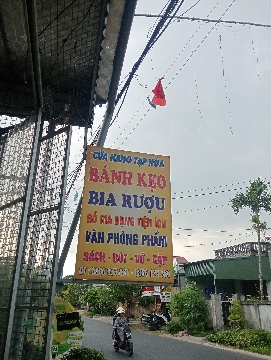 CỬA HÀNG TẠP HÓA
BÁNH KẸO
BIA RƯỢU
ĐỒ GIA DỤNG TIỆN ÍCH
VĂN PHÒNG PHẨM
SÁCH - BÚT - VỞ - CẶP